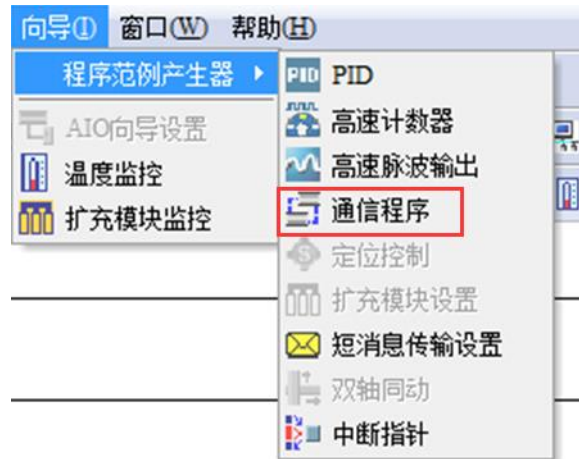 向导(I) 窗口(W) 帮助(H)
程序范例产生器
AIO向导设置
温度监控
扩充模块监控
PID PID
高速计数器
高速脉波输出
通信程序
定位控制
扩充模块设置
短消息传输设置
双轴同动
中断指针